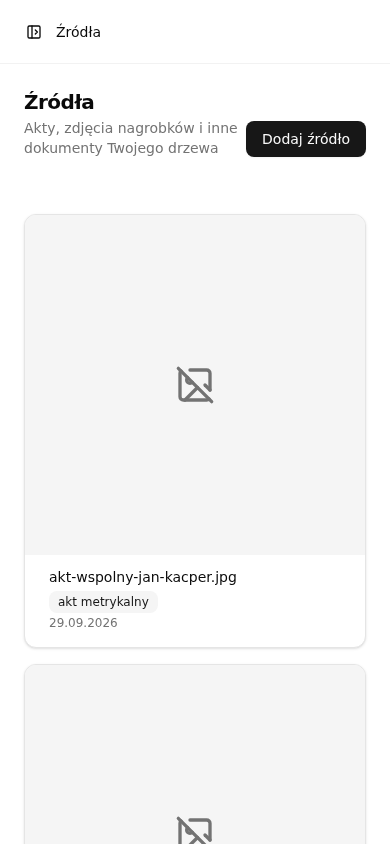 Źródła
Źródła
Akty, zdjęcia nagrobków i inne
dokumenty Twojego drzewa
Dodaj źródło
akt-wspolny-jan-kacper.jpg
akt metrykalny
29.09.2026